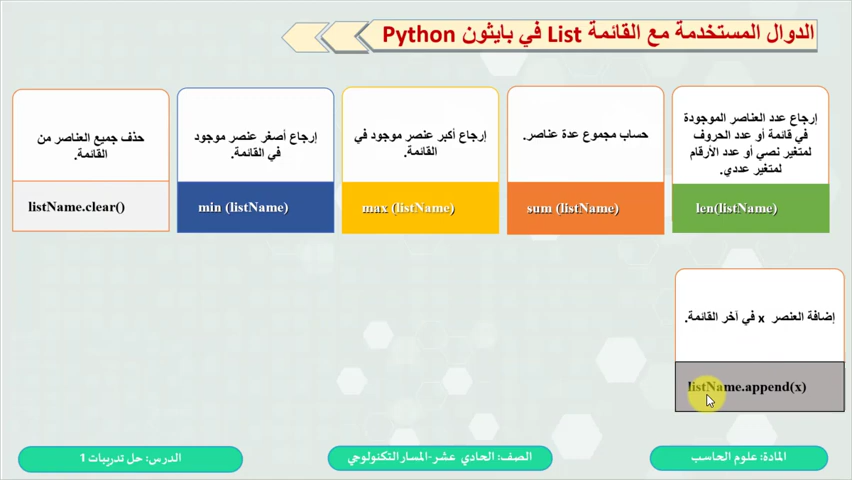 الدوال المستخدمة مع القائمة List في بايثون Python
إرجاع عدد العناصر الموجودة
في قائمة أو عدد الحروف
لمتغير نصي أو عدد الأرقام
لمتغير عددي.
len(listName)
حساب مجموع عدة عناصر.
sum (listName)
إرجاع أكبر عنصر موجود في
القائمة.
max (listName)
إرجاع أصغر عنصر موجود
في القائمة.
min (listName)
حذف جميع العناصر من
القائمة.
listName.clear()
إضافة العنصر x في آخر القائمة.
listName.append(x)
المادة: علوم الحاسب
الصف: الحادي عشر-المسار التكنولوجي
الدرس: حل تدريبات 1